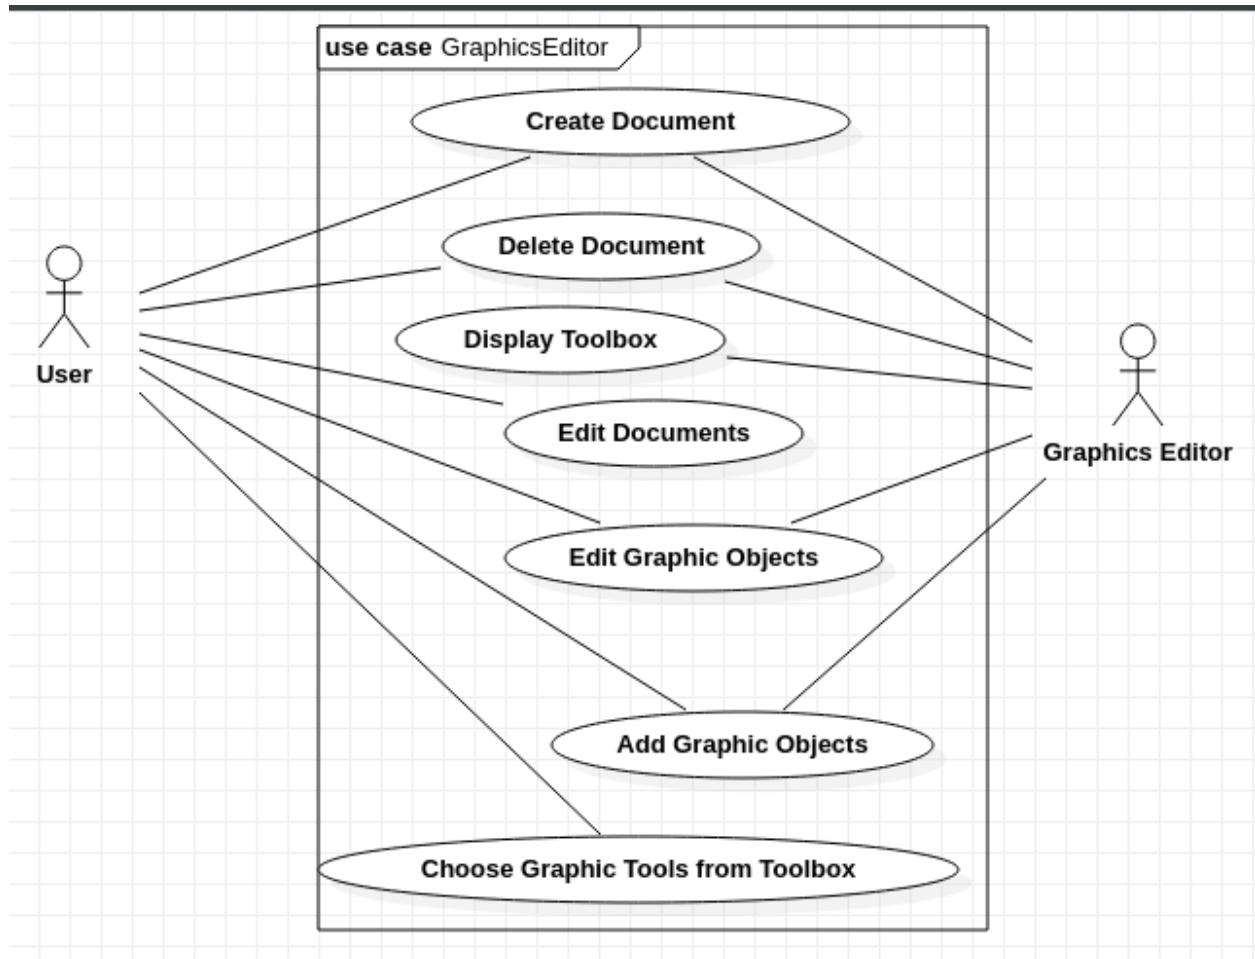 use case GraphicsEditor
Create Document
Delete Document
Display Toolbox
User
Edit Documents
Graphics Editor
Edit Graphic Objects
Add Graphic Objects
Choose Graphic Tools from Toolbox